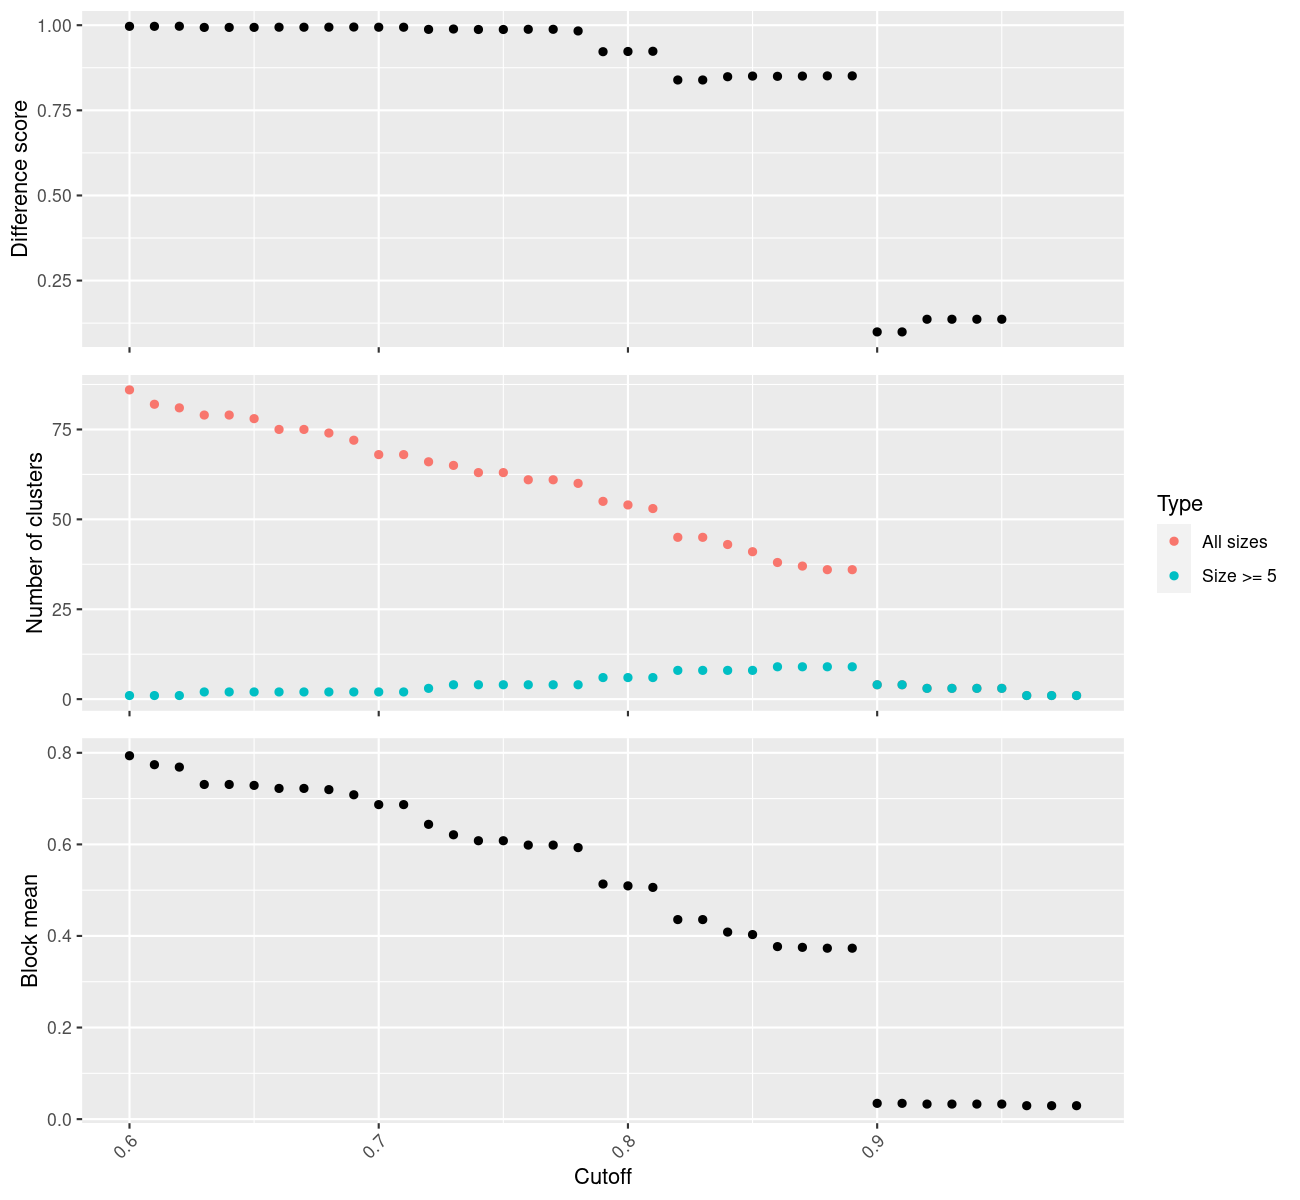 Difference score
1.00
0.75
0.50
0.25
Number of clusters
75
50
25
0
Type
All sizes
Size >= 5
Block mean
0.8
0.6
0.4
0.2
0.0
0.6 0.7 0.8 0.9
Cutoff